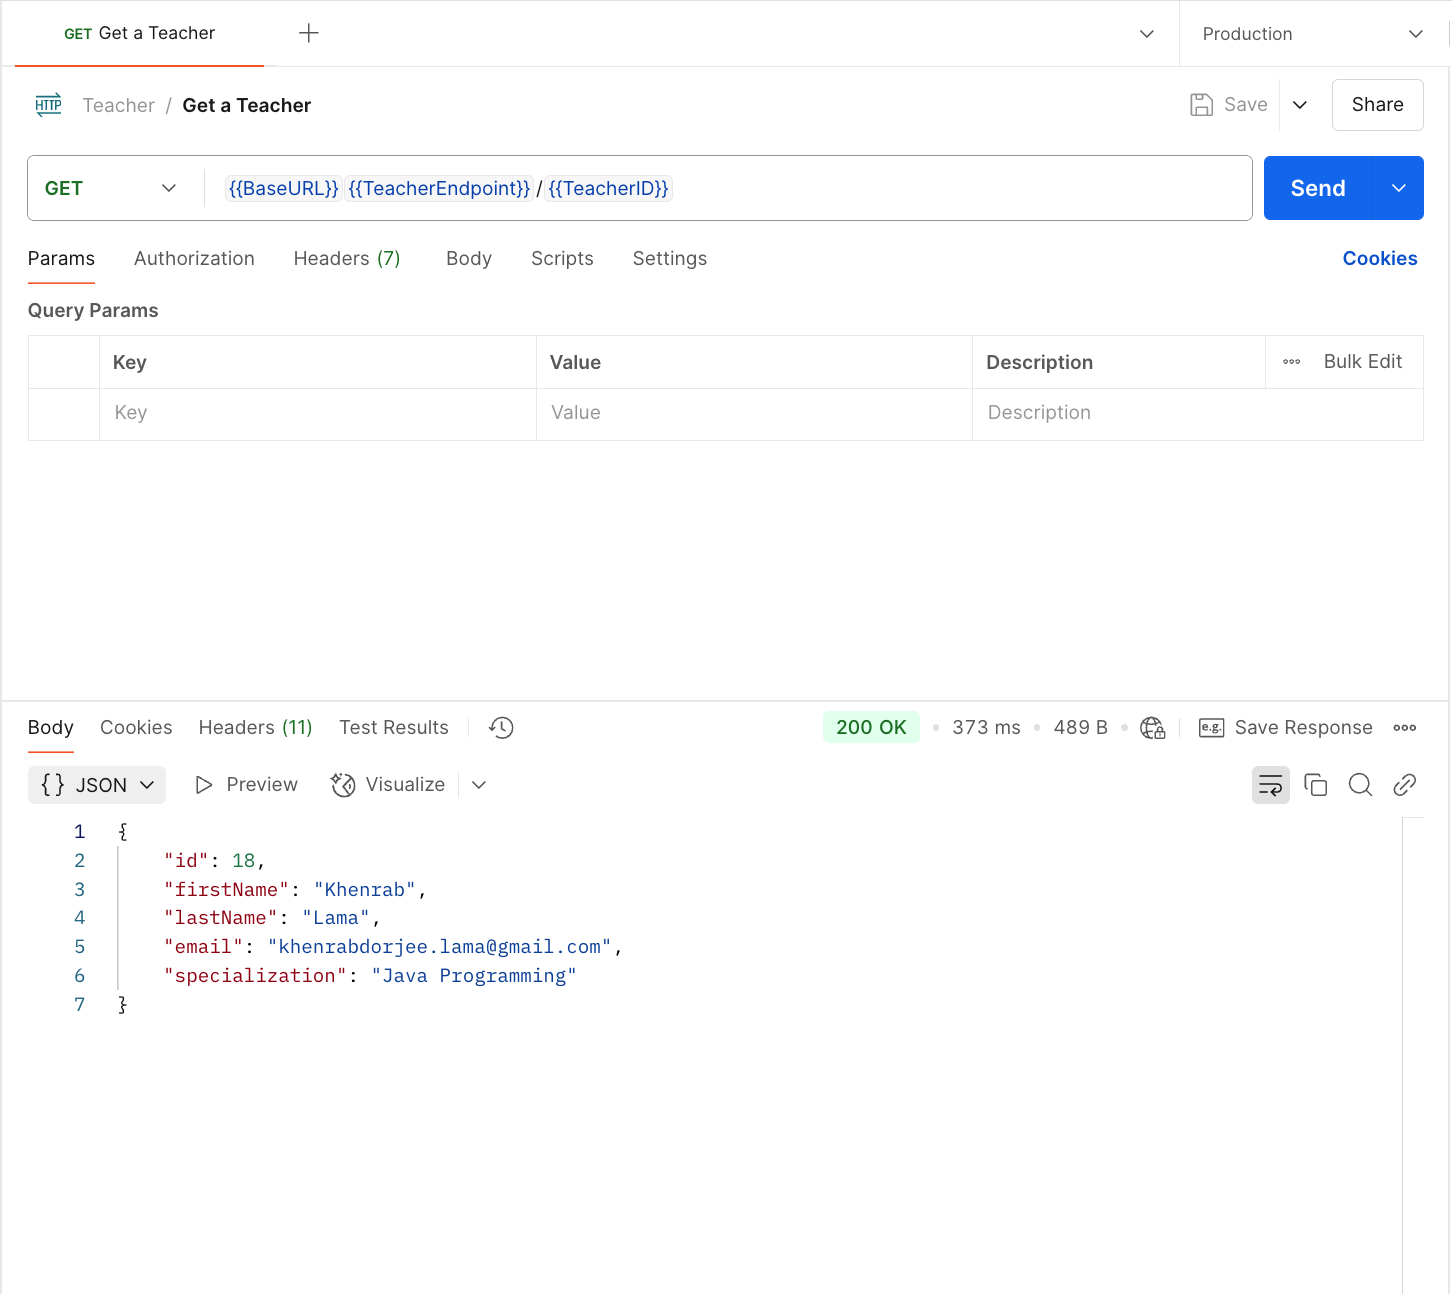 GET Get a Teacher
Production
HTTP Teacher / Get a Teacher
Save
Share
GET
{{BaseURL}} {{TeacherEndpoint}} / {{TeacherID}}
Send
Params Authorization Headers (7) Body Scripts Settings Cookies
Query Params
Key Value Description Bulk Edit
Key Value Description
Body Cookies Headers (11) Test Results 200 OK 373 ms 489 B e.g. Save Response
{} JSON Preview Visualize
1 {
2 "id": 18,
3 "firstName": "Khenrab",
4 "lastName": "Lama",
5 "email": "khenrabdorjee.lama@gmail.com",
6 "specialization": "Java Programming"
7 }